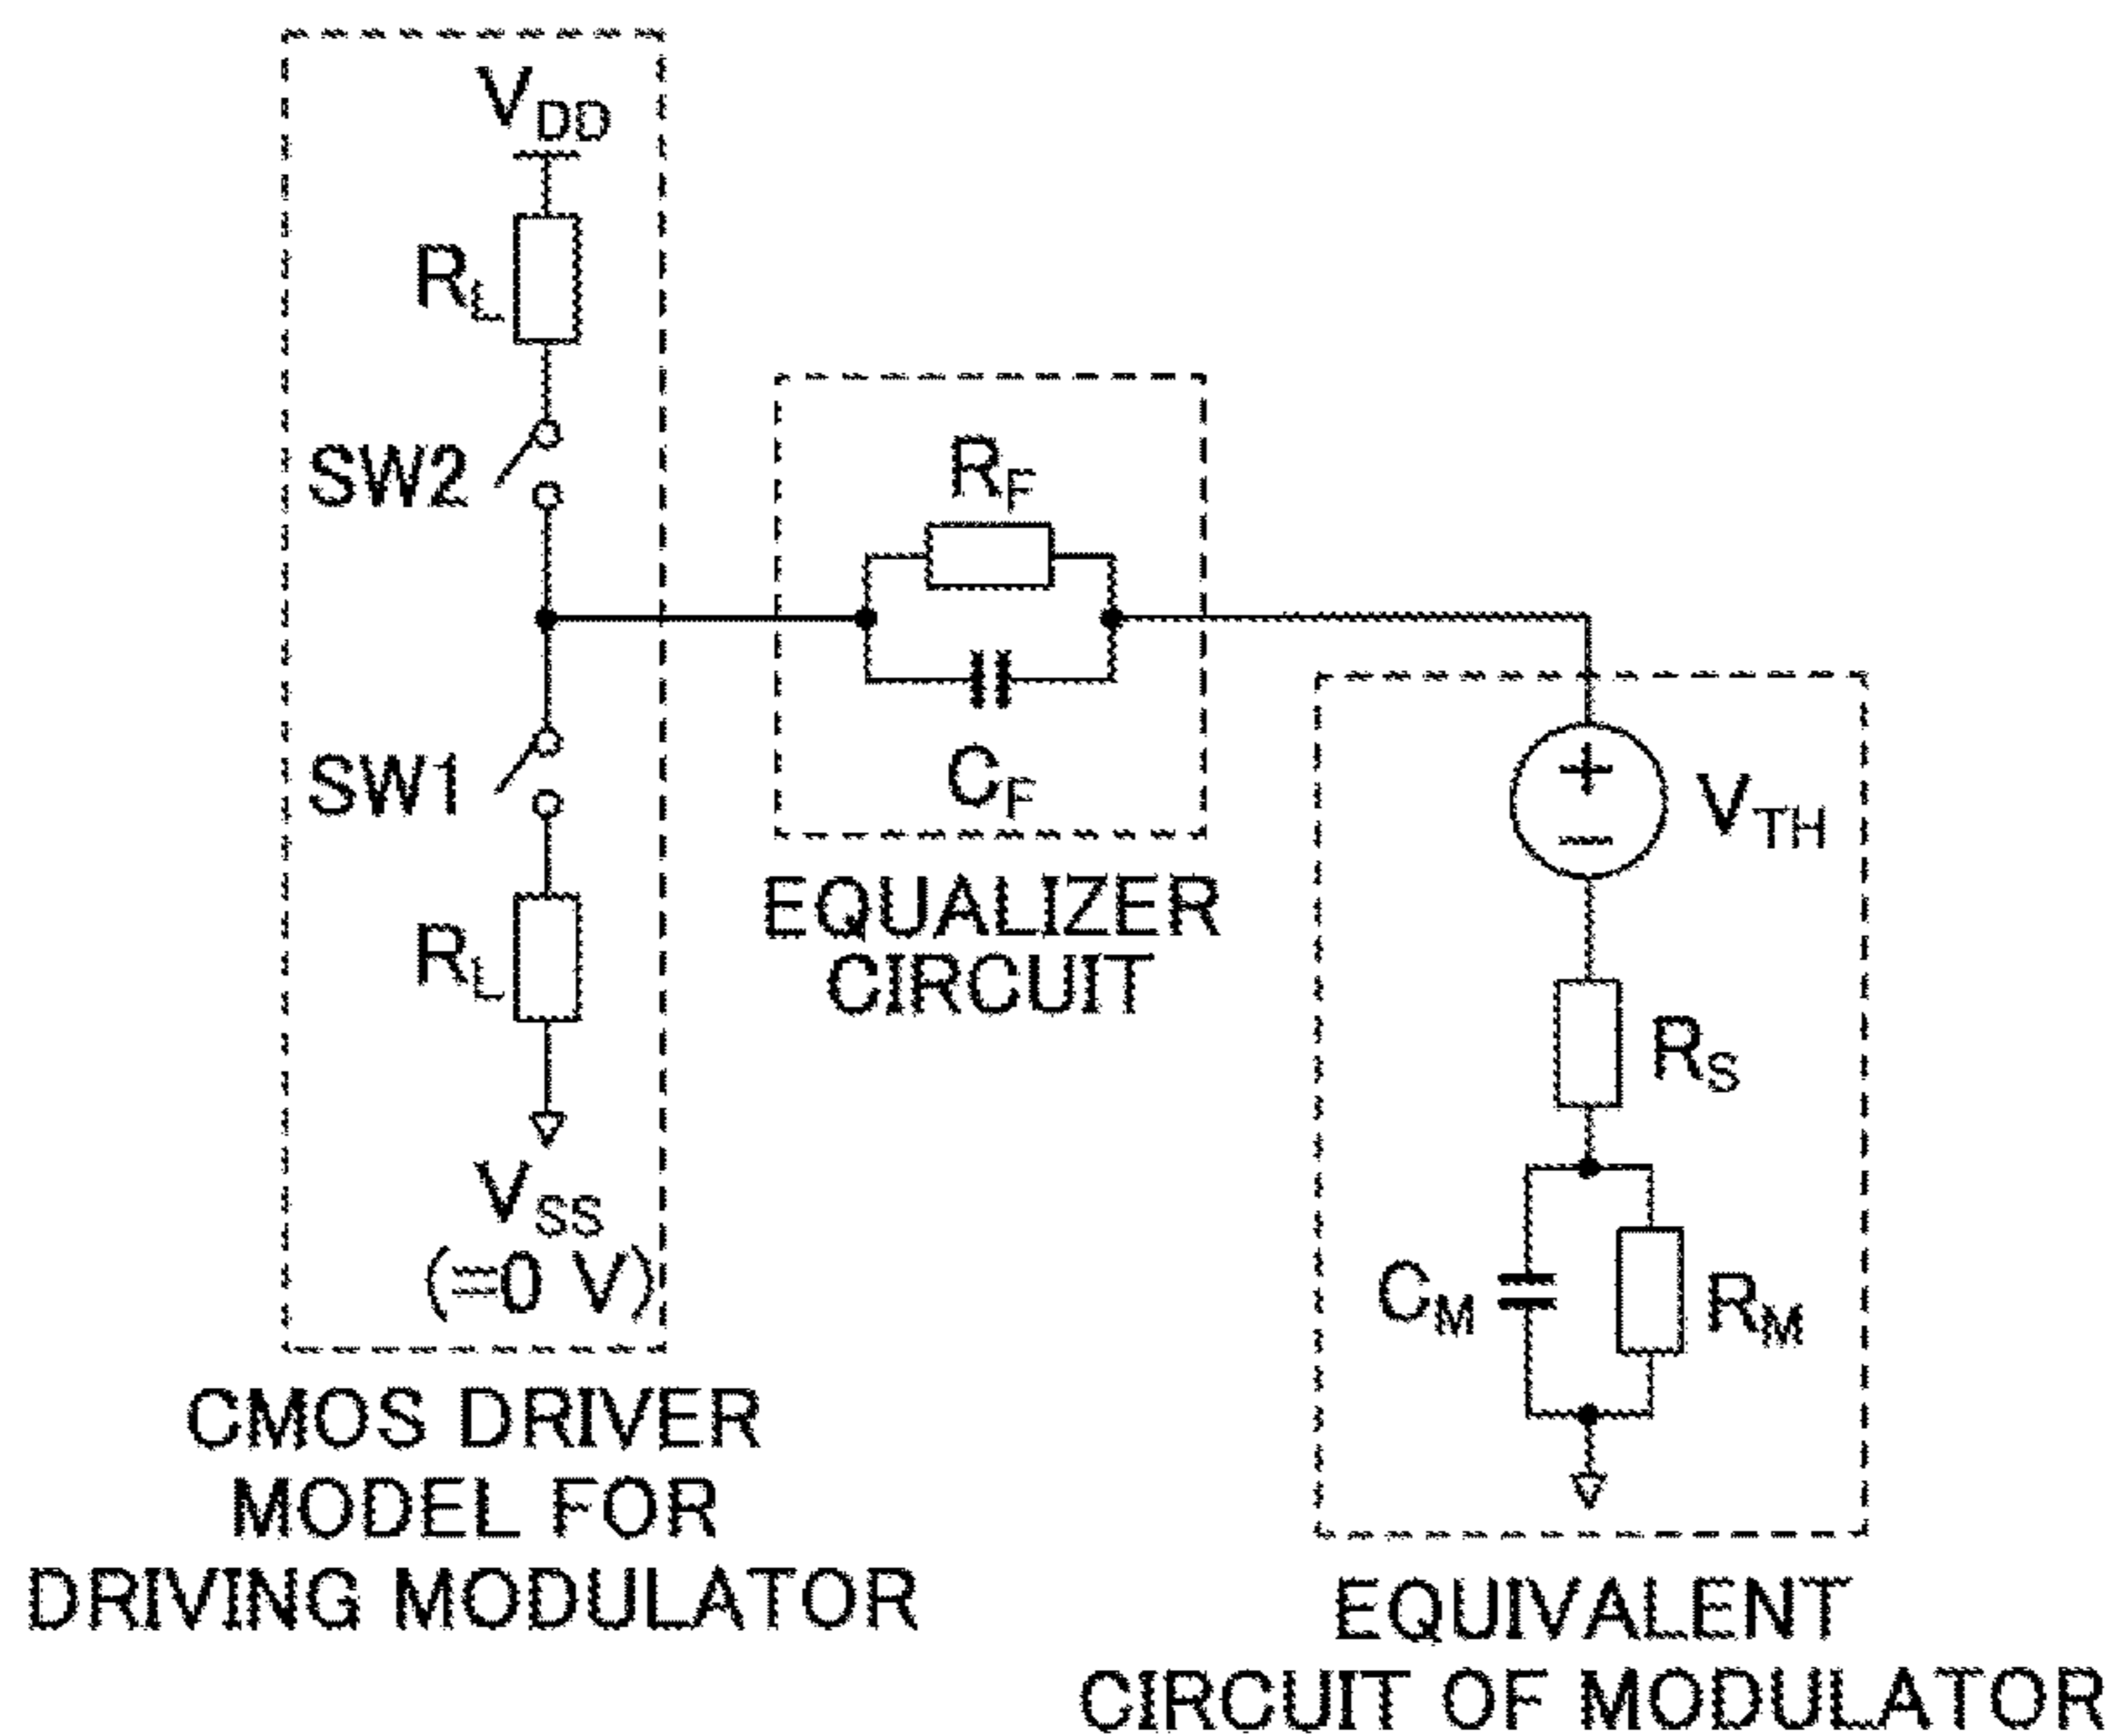 VDD
RL
SW2
RF
SW1
CF
VTH
EQUALIZER
CIRCUIT
RL
RS
VSS
(=0 V)
CM
RM
CMOS DRIVER
MODEL FOR
DRIVING MODULATOR
EQUIVALENT
CIRCUIT OF MODULATOR